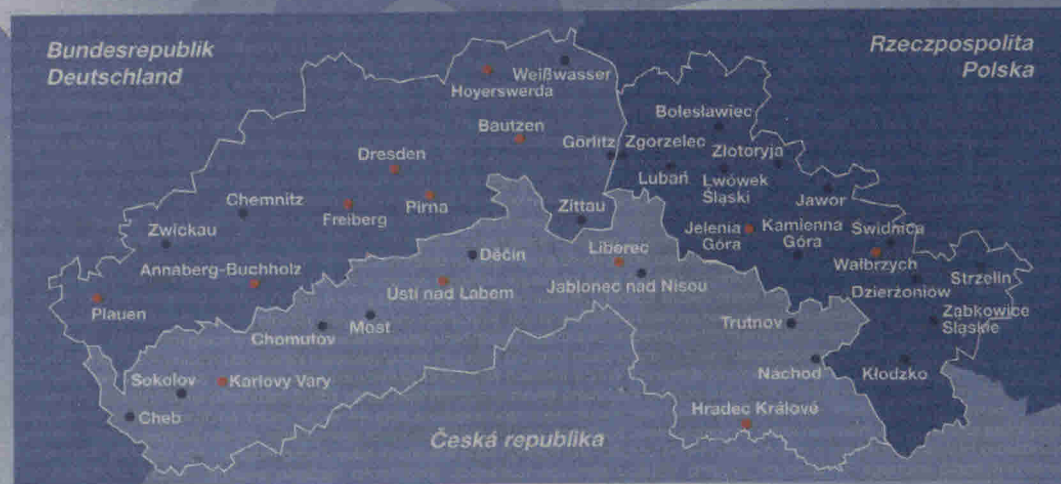 Bundesrepublik
Deutschland
Rzeczpospolita
Polska
Weißwasser
Hoyerswerda
Bautzen
Bolesławiec
Görlitz
Zgorzelec
Złotoryja
Dresden
Lubań
Lwówek
Śląski
Jawor
Chemnitz
Freiberg
Pirna
Zittau
Jelenia
Góra
Kamienna
Góra
Świdnica
Zwickau
Liberec
Děčín
Wałbrzych
Annaberg-Buchholz
Ústí nad Labem
Jablonec nad Nisou
Dzierżoniow
Strzelin
Plauen
Chomutov
Most
Trutnov
Ząbkowice
Śląskie
Sokolov
Karlovy Vary
Náchod
Kłodzko
Cheb
Hradec Králové
Česká republika